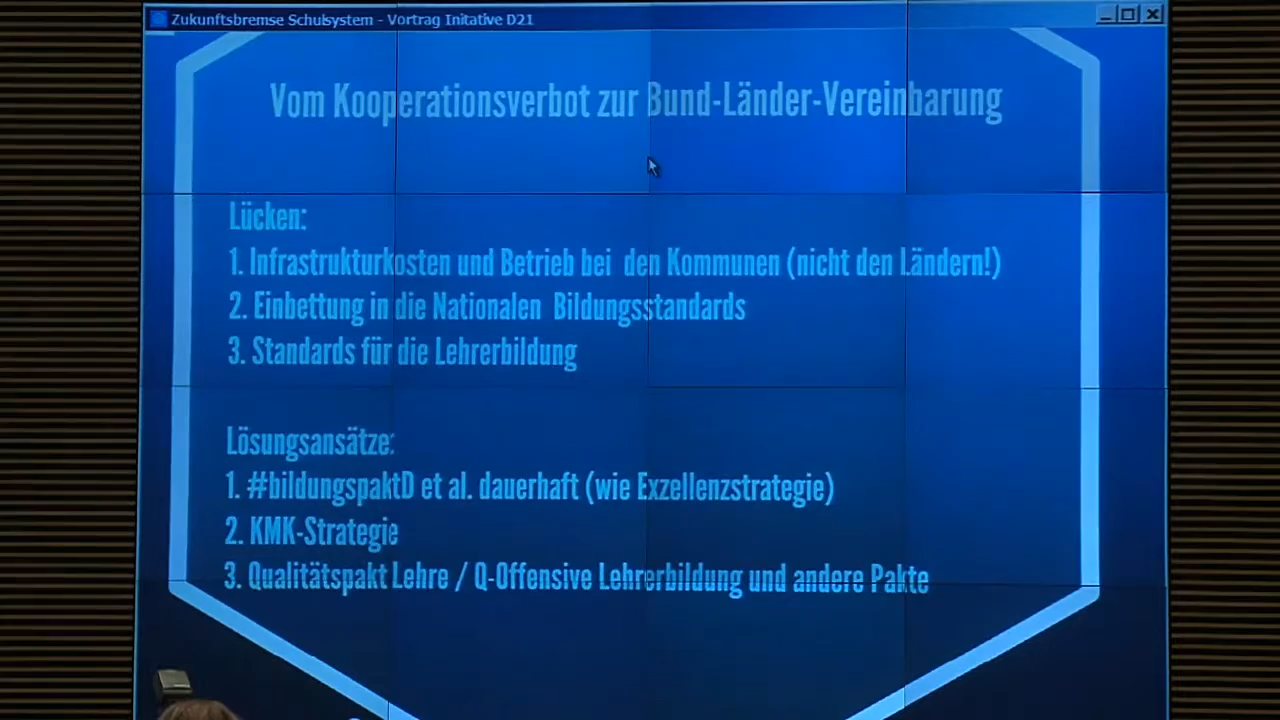 Zukunftsbremse Schulsystem - Vortrag Initative D21
Vom Kooperationsverbot zur Bund-Länder-Vereinbarung
Lücken:
1. Infrastrukturkosten und Betrieb bei den Kommunen (nicht den Ländern!)
2. Einbettung in die Nationalen Bildungsstandards
3. Standards für die Lehrerbildung
Lösungsansätze:
1. #bildungspaktD et al. dauerhaft (wie Exzellenzstrategie)
2. KMK-Strategie
3. Qualitätspakt Lehre / Q-Offensive Lehrerbildung und andere Pakte